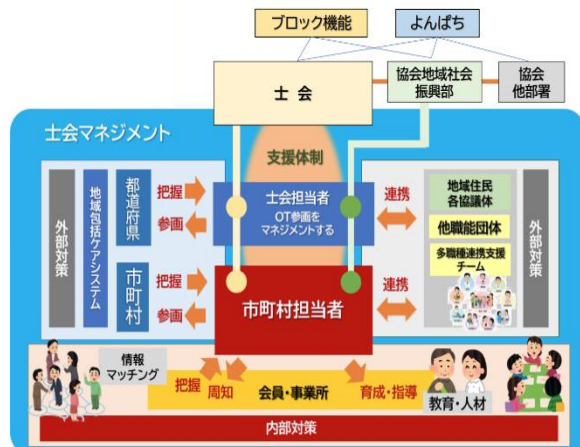 ブロック機能
よんぱち
士 会
協会地域社会
振興部
協会
他部署
士会マネジメント
支援体制
外部対策
地域包括ケアシステム
都道府県
把握
参画
士会担当者
OT参画を
マネジメントする
連携
地域住民
各協議体
他職能団体
多職種連携支援
チーム
外部対策
市町村
把握
参画
市町村担当者
連携
情報
マッチング
把握
周知
会員・事業所
育成・指導
教育・人材
内部対策